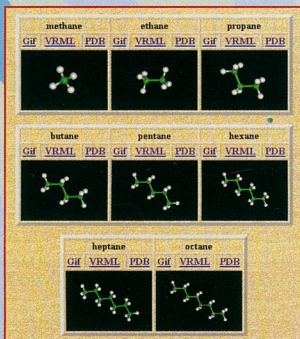 methane ethane propane
Gif VRML PDB Gif VRML PDB Gif VRML PDB
butane pentane hexane
Gif VRML PDB Gif VRML PDB Gif VRML PDB
heptane octane
Gif VRML PDB Gif VRML PDB